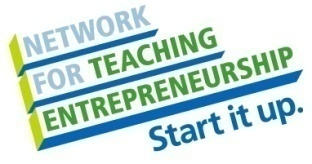 NETWORK
FOR TEACHING
ENTREPRENEURSHIP
Start it up.